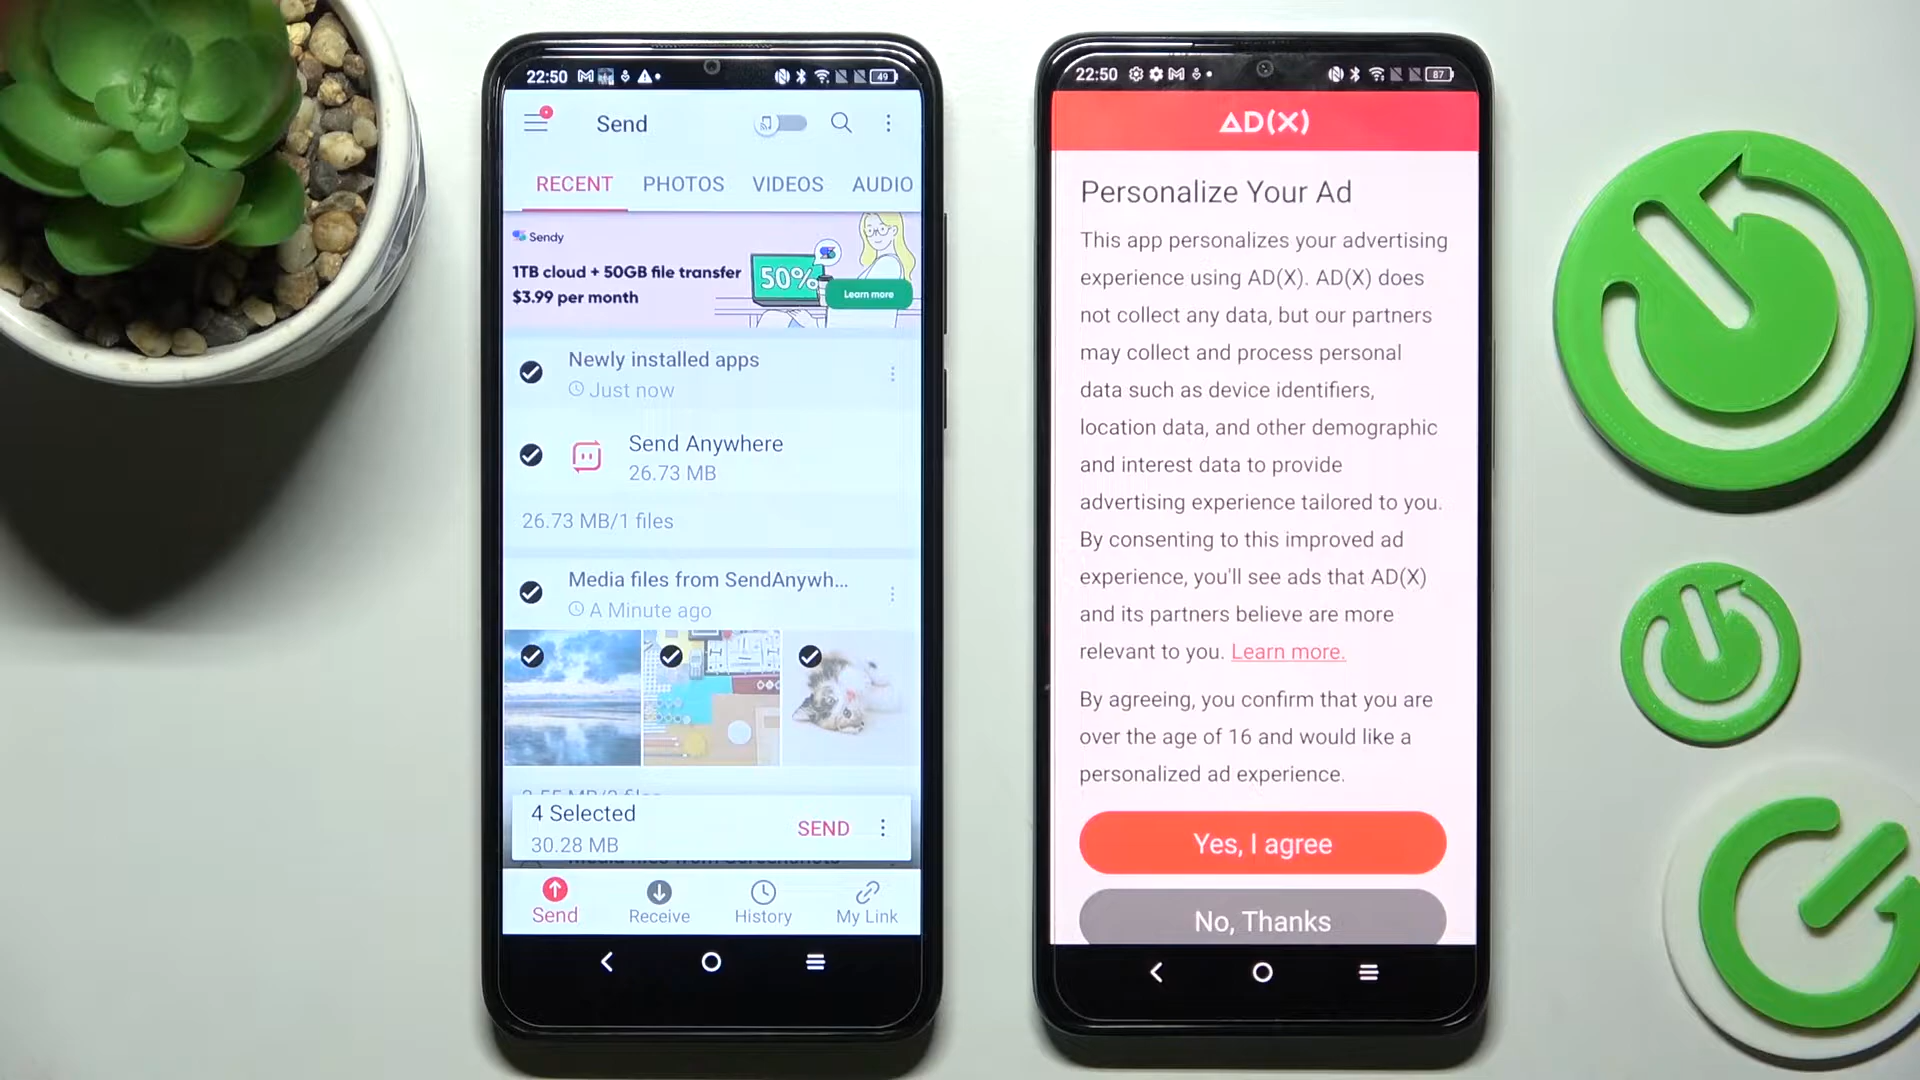 22:50
49
Send
RECENT PHOTOS VIDEOS AUDIO
Sendy
1TB cloud + 50GB file transfer
$3.99 per month
50%
Learn more
Newly installed apps
Just now
Send Anywhere
26.73 MB
26.73 MB/1 files
Media files from SendAnywh...
A Minute ago
4 Selected
30.28 MB
SEND
Send Receive History My Link
22:50
87
AD(X)
Personalize Your Ad
This app personalizes your advertising
experience using AD(X). AD(X) does
not collect any data, but our partners
may collect and process personal
data such as device identifiers,
location data, and other demographic
and interest data to provide
advertising experience tailored to you.
By consenting to this improved ad
experience, you'll see ads that AD(X)
and its partners believe are more
relevant to you. Learn more.
By agreeing, you confirm that you are
over the age of 16 and would like a
personalized ad experience.
Yes, I agree
No, Thanks